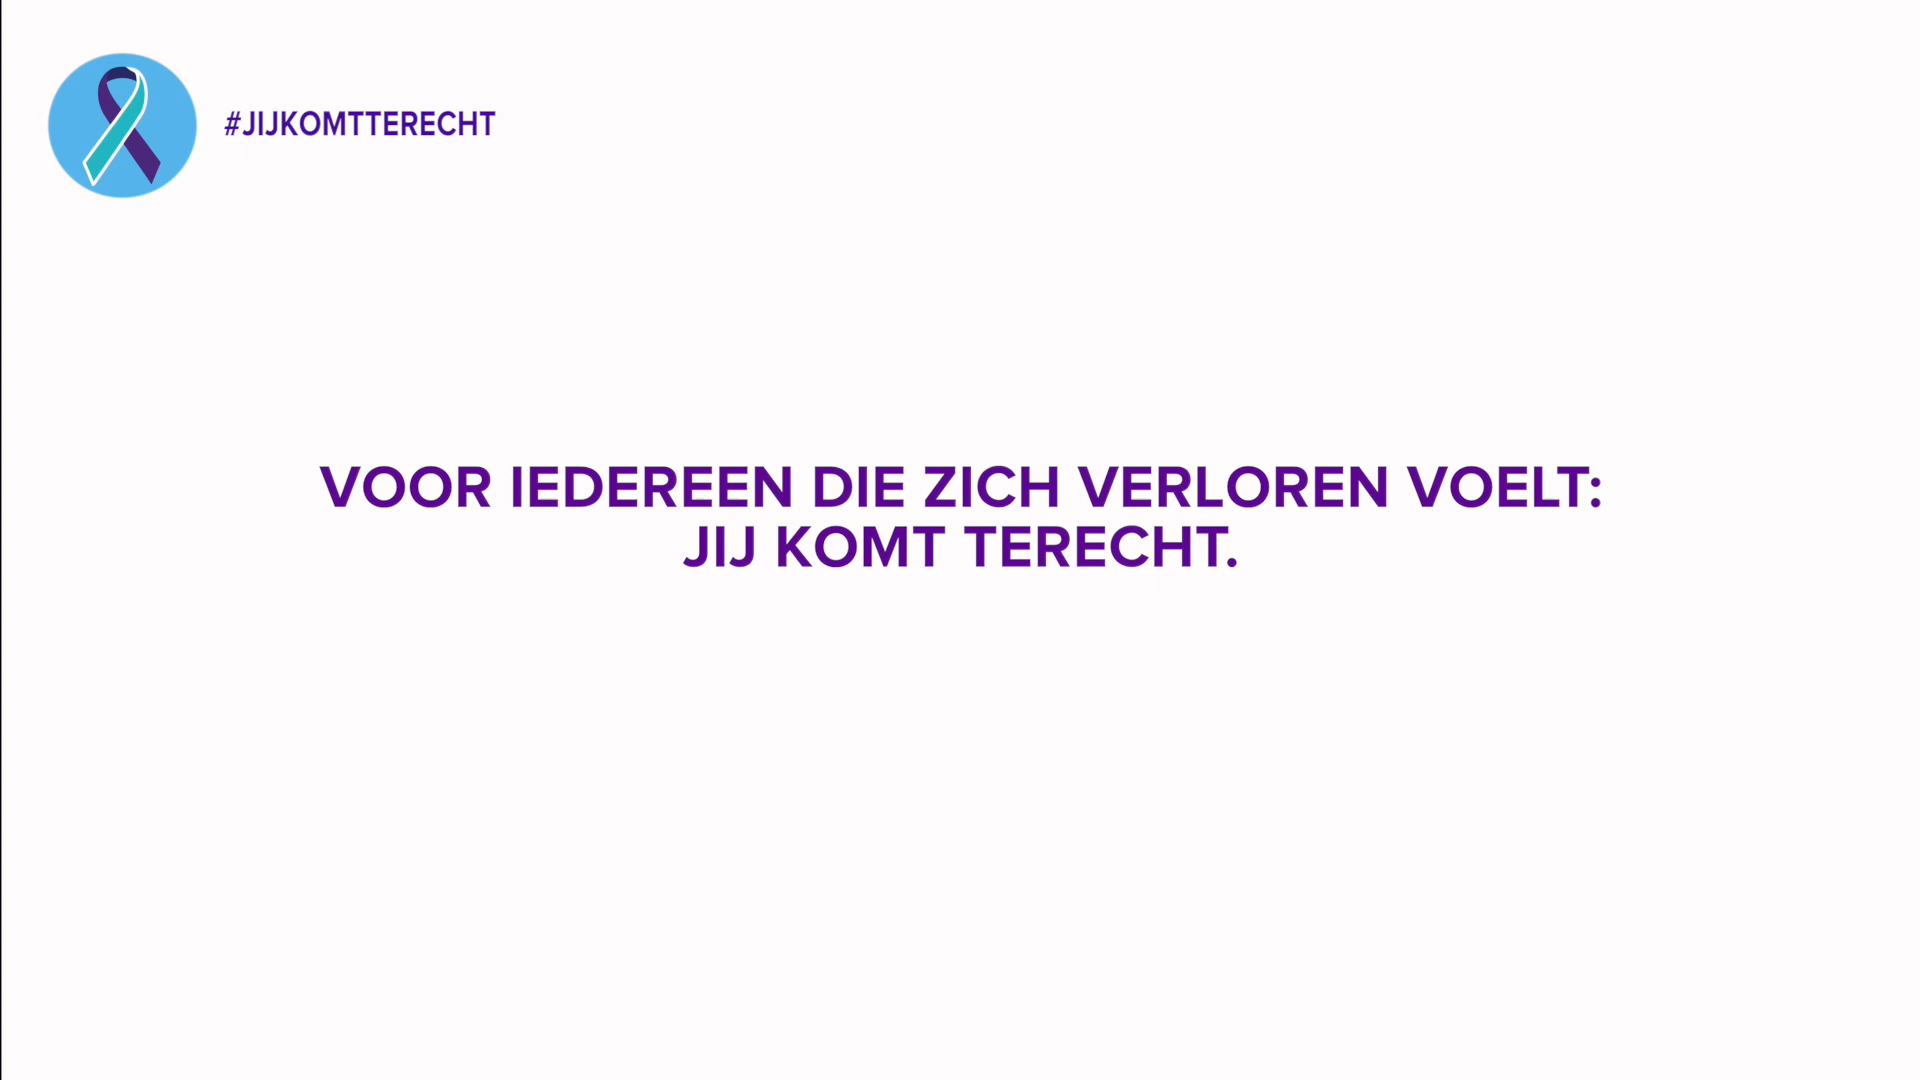 #JIJKOMTTERECHT
VOOR IEDEREEN DIE ZICH VERLOREN VOELT:
JIJ KOMT TERECHT.